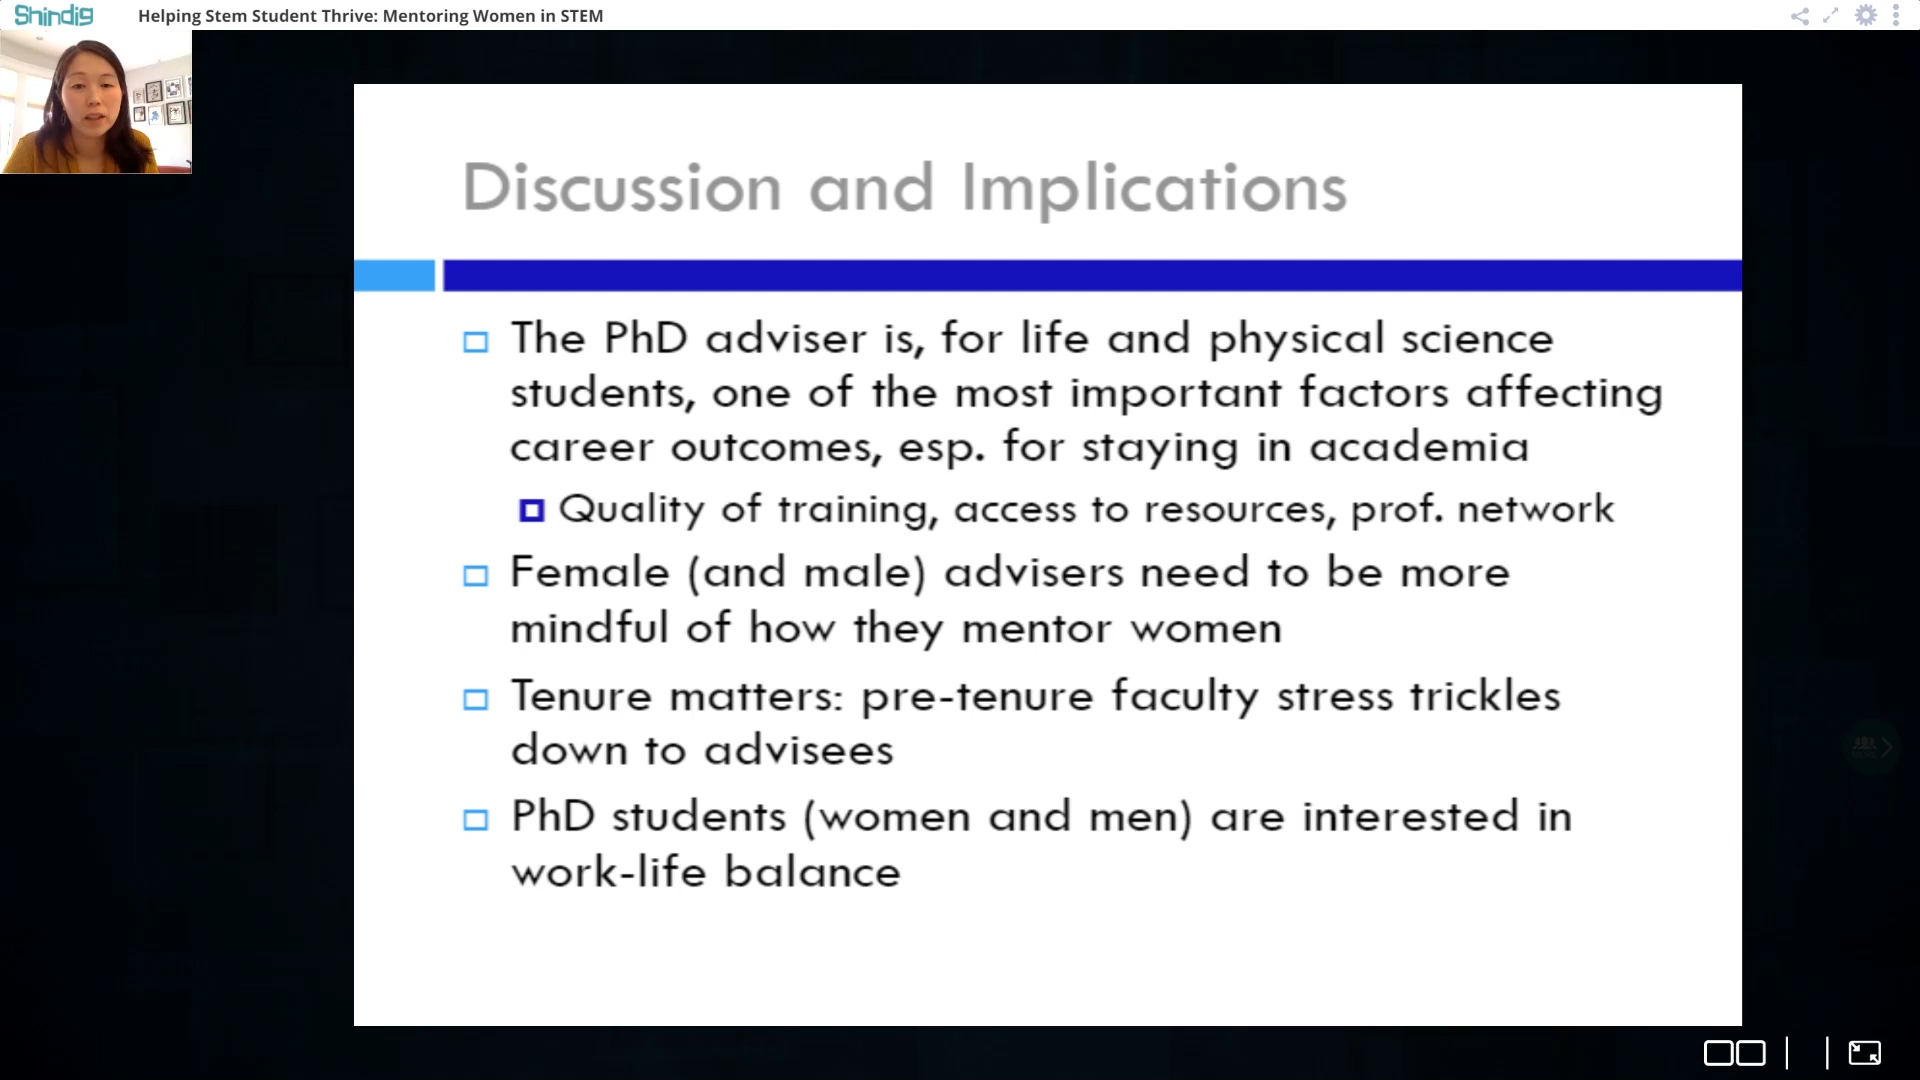 Shindig
Helping Stem Student Thrive: Mentoring Women in STEM
Discussion and Implications
The PhD adviser is, for life and physical science
students, one of the most important factors affecting
career outcomes, esp. for staying in academia
Quality of training, access to resources, prof. network
Female (and male) advisers need to be more
mindful of how they mentor women
Tenure matters: pre-tenure faculty stress trickles
down to advisees
PhD students (women and men) are interested in
work-life balance